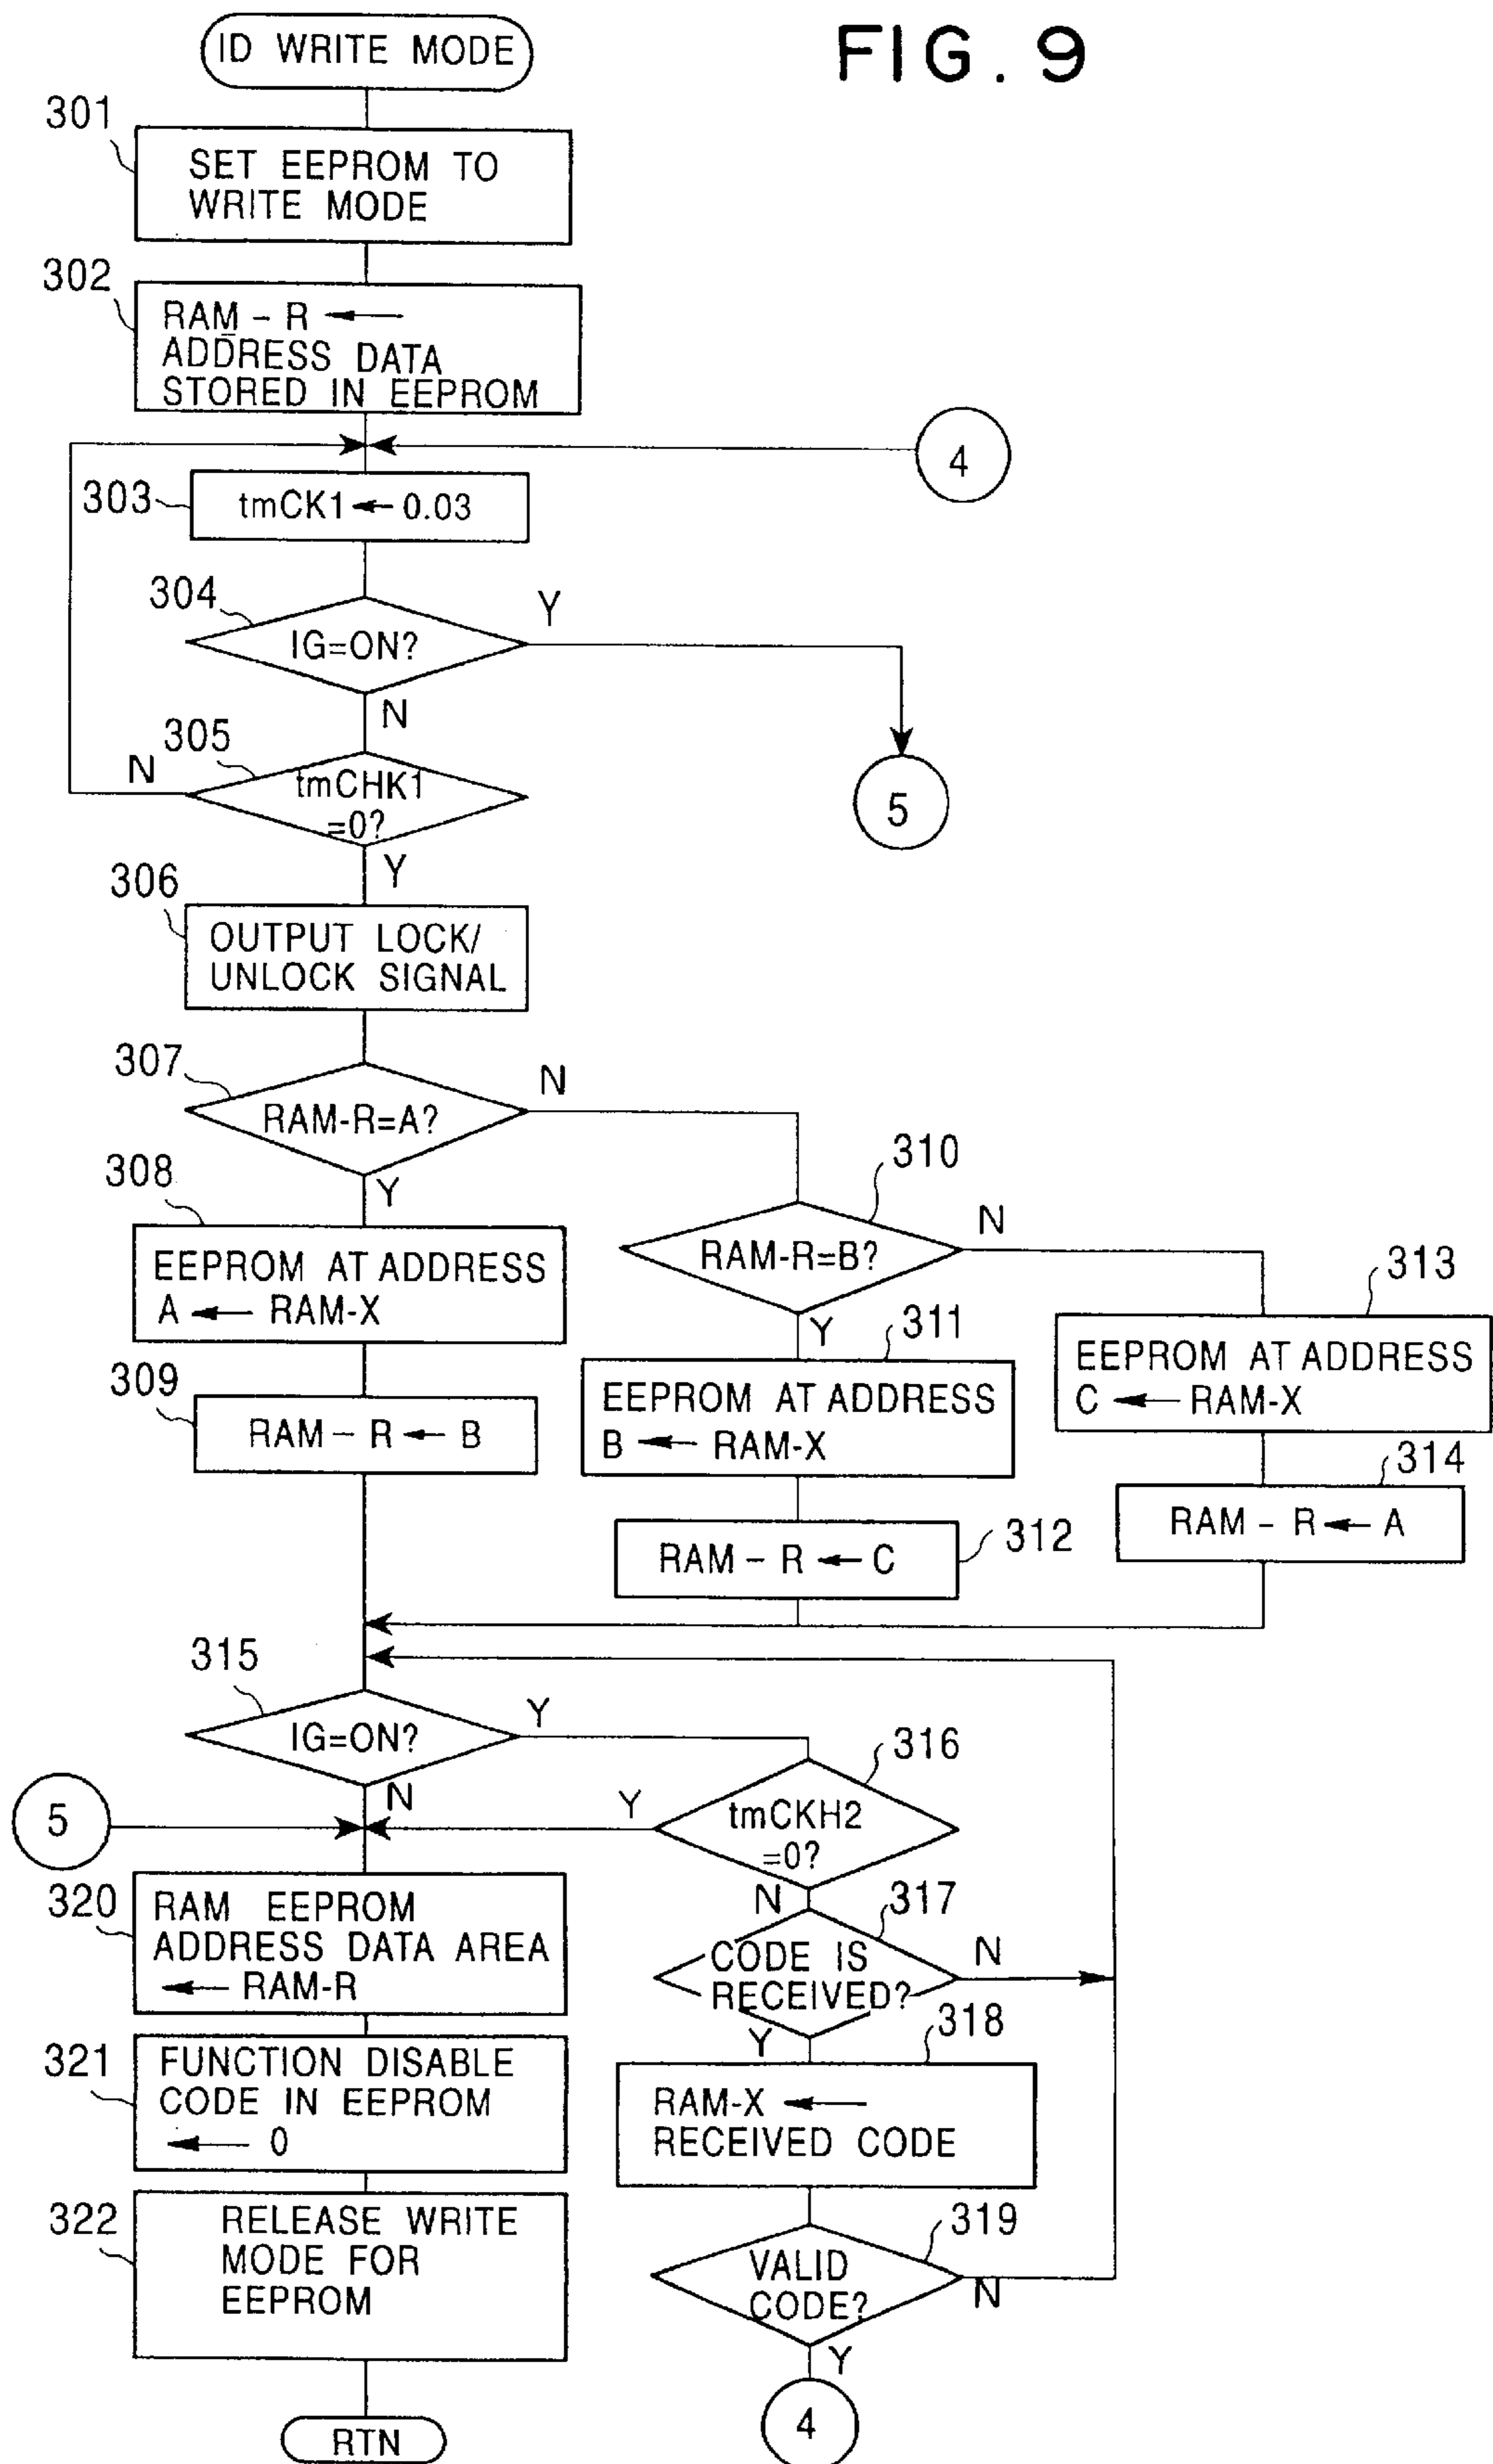 FIG. 9
ID WRITE MODE
301
SET EEPROM TO
WRITE MODE
302
RAM - R ←
ADDRESS DATA
STORED IN EEPROM
4
303
tmCK1 ← 0.03
304
IG=ON?
Y
N
305
N
tmCHK1
=0?
Y
5
306
OUTPUT LOCK/
UNLOCK SIGNAL
307
RAM-R=A?
N
Y
308
EEPROM AT ADDRESS
A ← RAM-X
309
RAM - R ← B
310
RAM-R=B?
N
Y
311
EEPROM AT ADDRESS
B ← RAM-X
312
RAM - R ← C
313
EEPROM AT ADDRESS
C ← RAM-X
314
RAM - R ← A
315
IG=ON?
Y
N
316
tmCKH2
=0?
Y
N
5
317
CODE IS
RECEIVED?
N
Y
318
RAM-X ←
RECEIVED CODE
319
VALID
CODE?
N
Y
4
320
RAM EEPROM
ADDRESS DATA AREA
← RAM-R
321
FUNCTION DISABLE
CODE IN EEPROM
← 0
322
RELEASE WRITE
MODE FOR
EEPROM
RTN